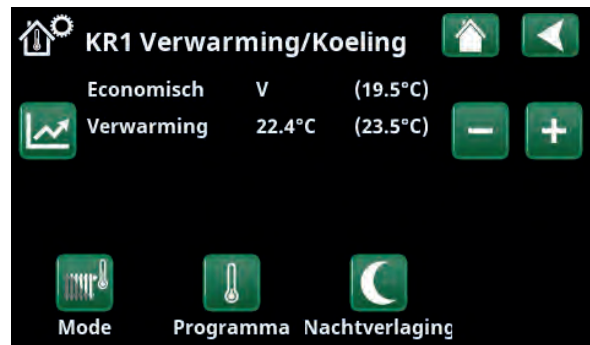 KR1 Verwarming/Koeling
Economisch V (19.5°C)
Verwarming 22.4°C (23.5°C)
Mode Programma Nachtverlaging